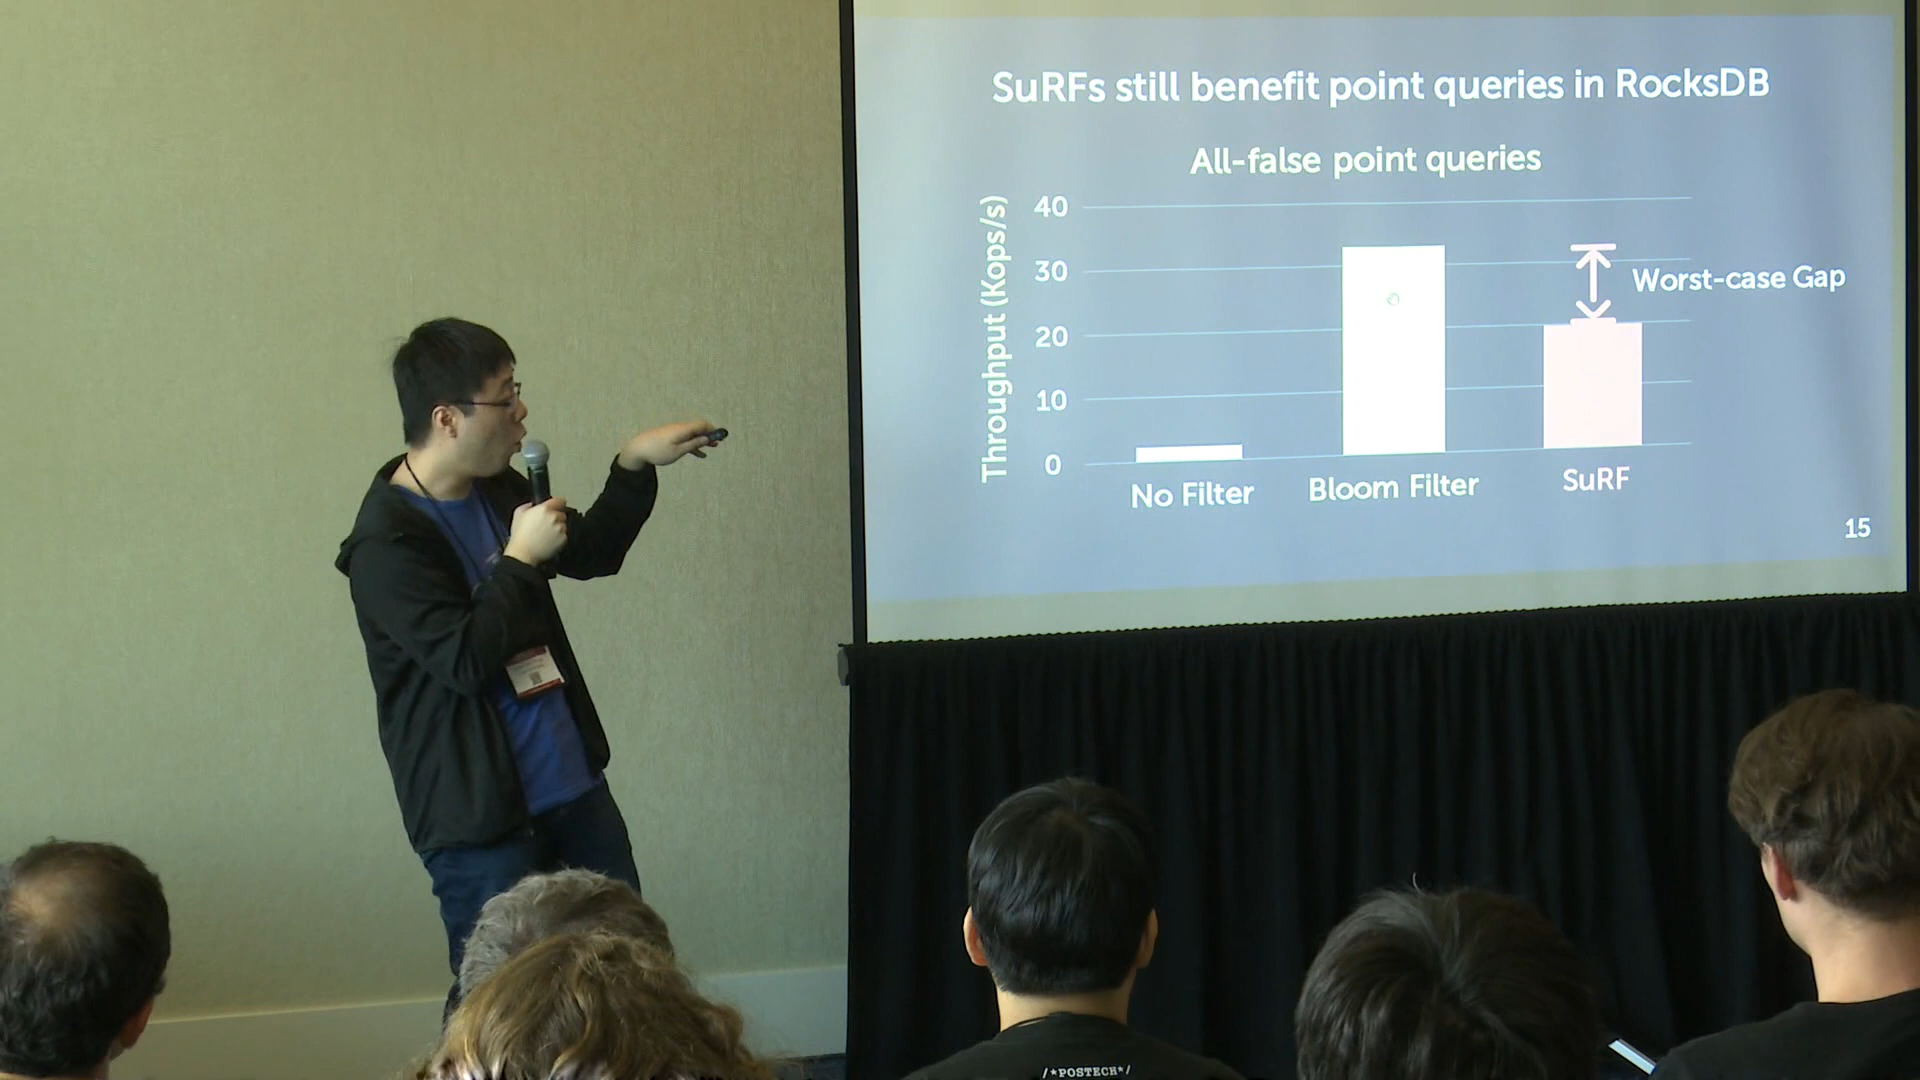 SuRFs still benefit point queries in RocksDB
All-false point queries
Throughput (Kops/s)
40
30
20
10
0
Worst-case Gap
No Filter
Bloom Filter
SuRF
15
/*POSTECH*/